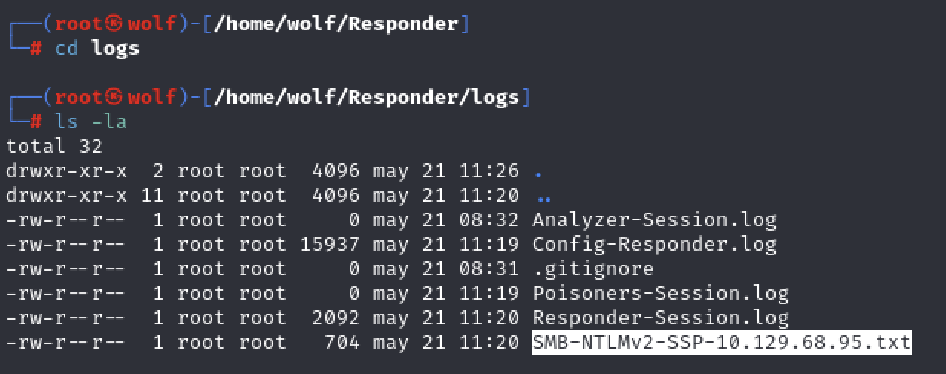 ┌──(root㉿wolf)-[/home/wolf/Responder]
└─# cd logs
┌──(root㉿wolf)-[/home/wolf/Responder/logs]
└─# ls -la
total 32
drwxr-xr-x  2 root root  4096 may 21 11:26 .
drwxr-xr-x 11 root root  4096 may 21 11:20 ..
-rw-r--r--  1 root root     0 may 21 08:32 Analyzer-Session.log
-rw-r--r--  1 root root 15937 may 21 11:19 Config-Responder.log
-rw-r--r--  1 root root     0 may 21 08:31 .gitignore
-rw-r--r--  1 root root     0 may 21 11:19 Poisoners-Session.log
-rw-r--r--  1 root root  2092 may 21 11:20 Responder-Session.log
-rw-r--r--  1 root root   704 may 21 11:20 SMB-NTLMv2-SSP-10.129.68.95.txt